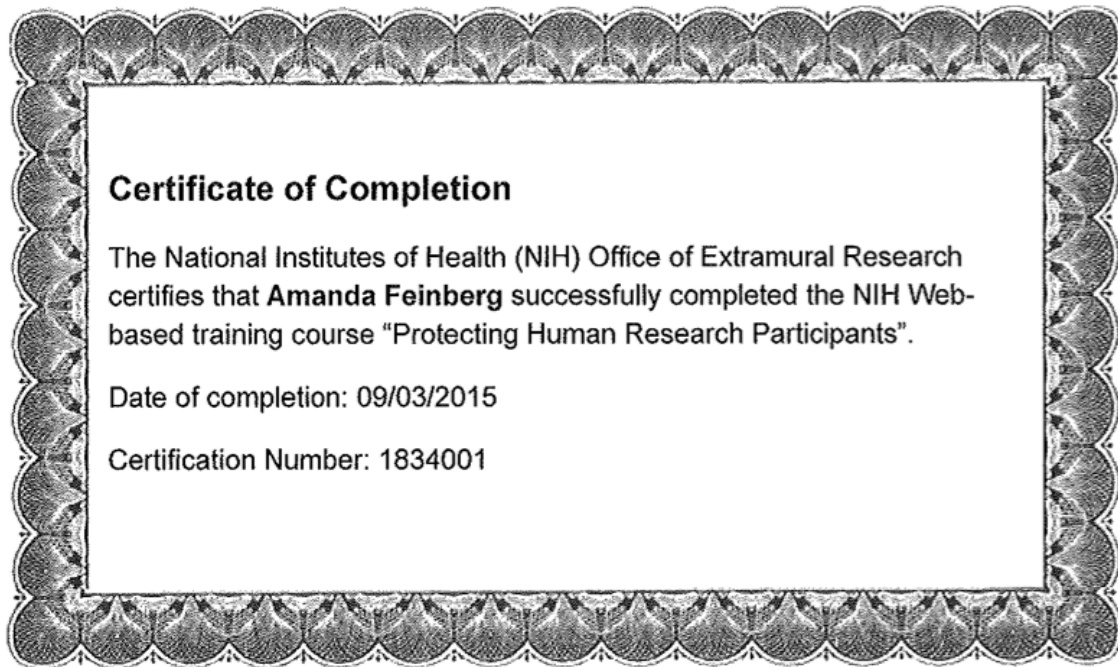 Certificate of Completion
The National Institutes of Health (NIH) Office of Extramural Research
certifies that Amanda Feinberg successfully completed the NIH Web-
based training course “Protecting Human Research Participants”.
Date of completion: 09/03/2015
Certification Number: 1834001